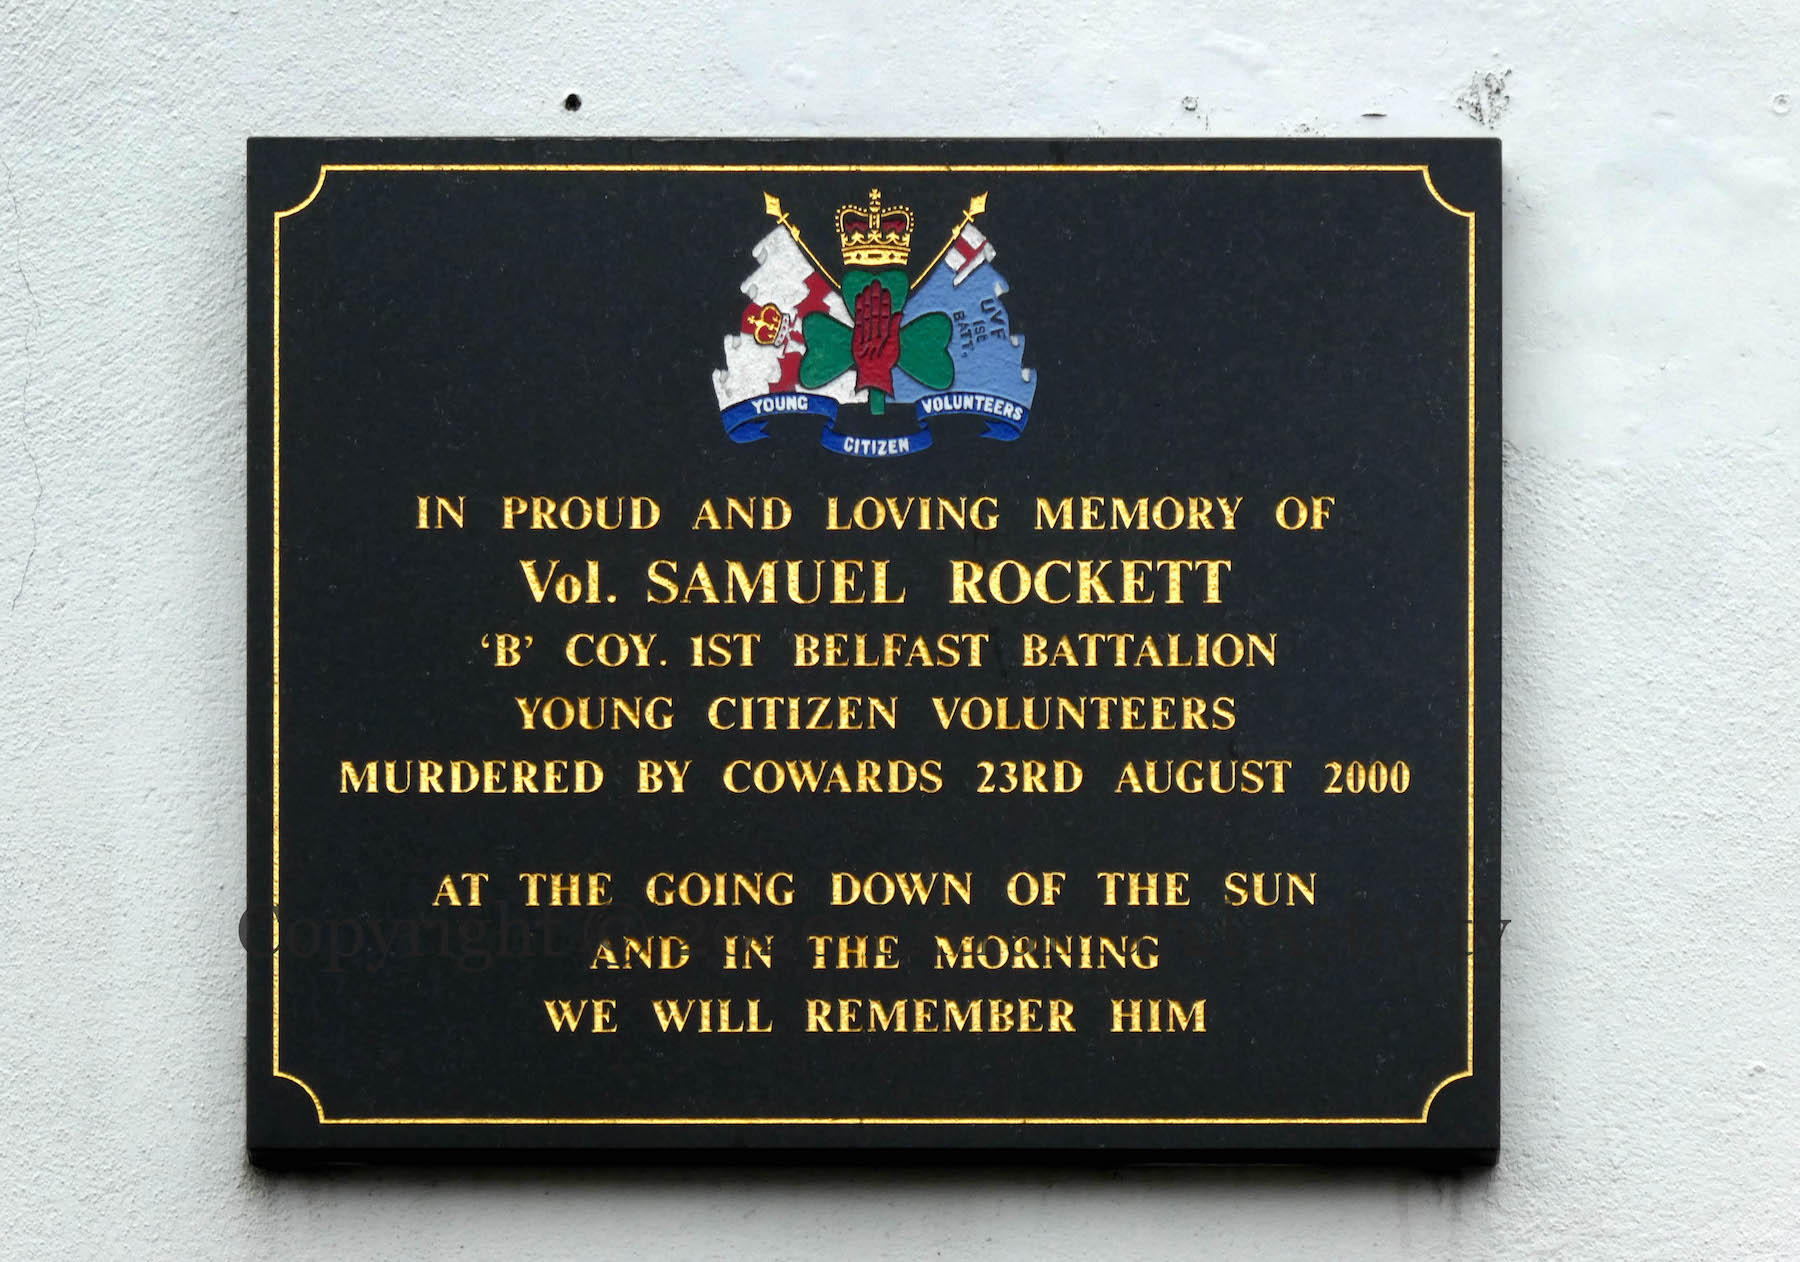 UVF
1st
BATT.
YOUNG CITIZEN VOLUNTEERS
IN PROUD AND LOVING MEMORY OF
Vol. SAMUEL ROCKETT
‘B’ COY. 1ST BELFAST BATTALION
YOUNG CITIZEN VOLUNTEERS
MURDERED BY COWARDS 23RD AUGUST 2000
AT THE GOING DOWN OF THE SUN
AND IN THE MORNING
WE WILL REMEMBER HIM
Copyright ©